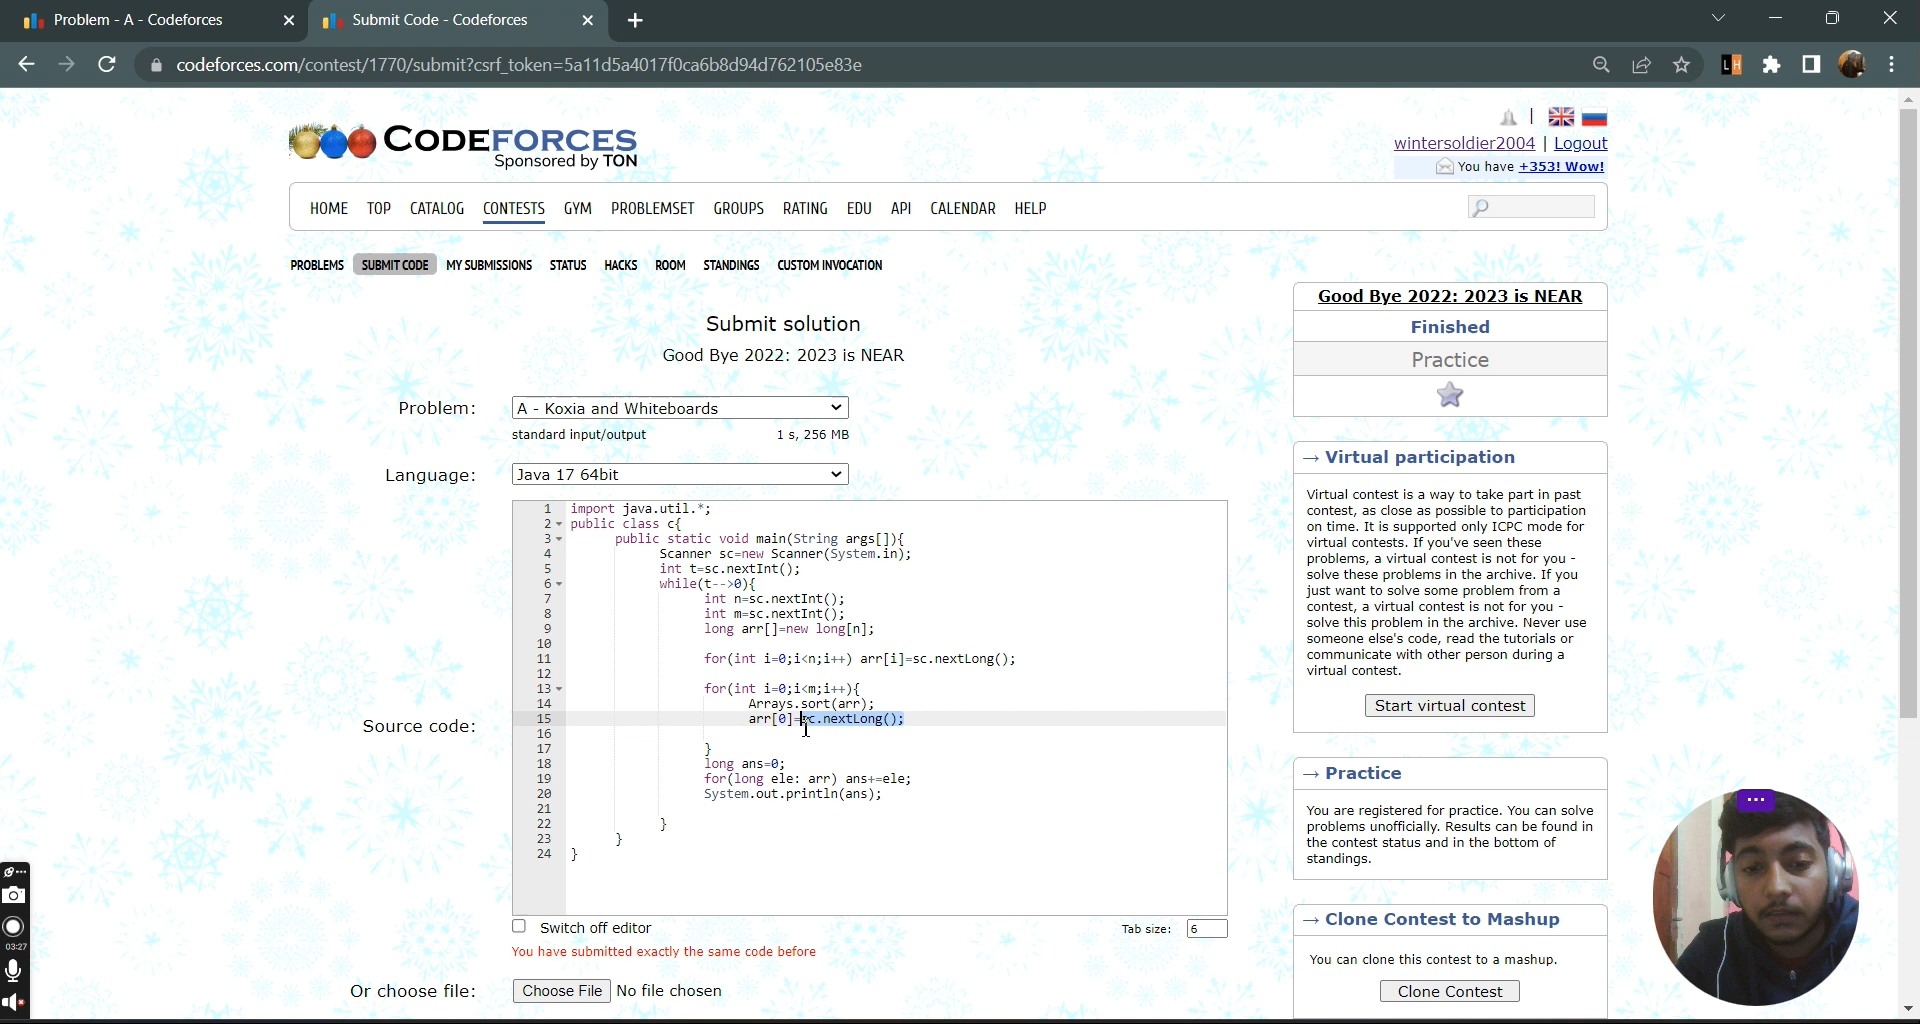 Problem - A - Codeforces
Submit Code - Codeforces
codeforces.com/contest/1770/submit?csrf_token=5a11d5a4017f0ca6b8d94d762105e83e
LH
CODEFORCES
Sponsored by TON
wintersoldier2004 | Logout
You have +353! Wow!
HOME TOP CATALOG CONTESTS GYM PROBLEMSET GROUPS RATING EDU API CALENDAR HELP
PROBLEMS SUBMIT CODE MY SUBMISSIONS STATUS HACKS ROOM STANDINGS CUSTOM INVOCATION
Submit solution
Good Bye 2022: 2023 is NEAR
Problem: A - Koxia and Whiteboards
standard input/output 1 s, 256 MB
Language: Java 17 64bit
Source code:
1 import java.util.*;
2 public class c{
3 public static void main(String args[]){
4 Scanner sc=new Scanner(System.in);
5 int t=sc.nextInt();
6 while(t-->0){
7 int n=sc.nextInt();
8 int m=sc.nextInt();
9 long arr[]=new long[n];
10
11 for(int i=0;i<n;i++) arr[i]=sc.nextLong();
12
13 for(int i=0;i<m;i++){
14 Arrays.sort(arr);
15 arr[0]=sc.nextLong();
16
17 }
18 long ans=0;
19 for(long ele: arr) ans+=ele;
20 System.out.println(ans);
21
22 }
23 }
24 }
Switch off editor
Tab size: 6
You have submitted exactly the same code before
Or choose file: Choose File No file chosen
Good Bye 2022: 2023 is NEAR
Finished
Practice
→ Virtual participation
Virtual contest is a way to take part in past
contest, as close as possible to participation
on time. It is supported only ICPC mode for
virtual contests. If you've seen these
problems, a virtual contest is not for you -
solve these problems in the archive. If you
just want to solve some problem from a
contest, a virtual contest is not for you -
solve this problem in the archive. Never use
someone else's code, read the tutorials or
communicate with other person during a
virtual contest.
Start virtual contest
→ Practice
You are registered for practice. You can solve
problems unofficially. Results can be found in
the contest status and in the bottom of
standings.
→ Clone Contest to Mashup
You can clone this contest to a mashup.
Clone Contest
03:27